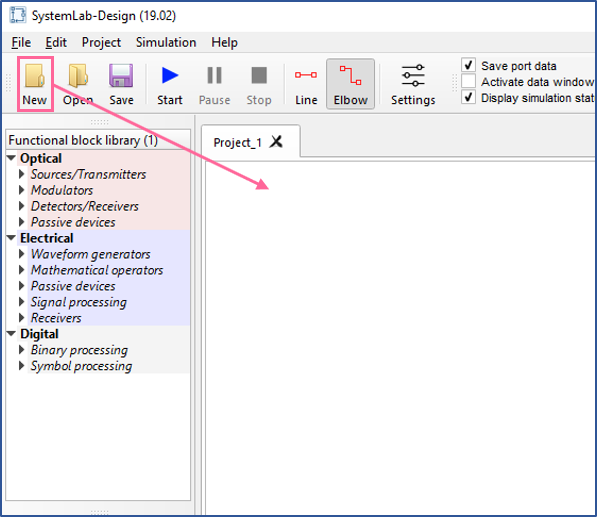 SystemLab-Design (19.02)
File Edit Project Simulation Help
New Open Save Start Pause Stop Line Elbow Settings
Save port data
Activate data window
Display simulation stat
Functional block library (1)
Project_1
Optical
Sources/Transmitters
Modulators
Detectors/Receivers
Passive devices
Electrical
Waveform generators
Mathematical operators
Passive devices
Signal processing
Receivers
Digital
Binary processing
Symbol processing